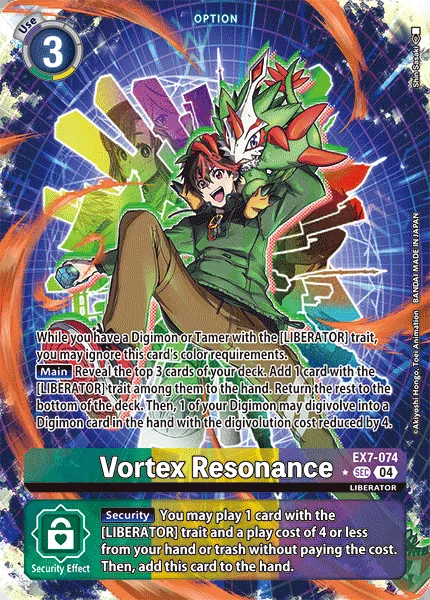 OPTION
Use
3
Shin Sasaki
While you have a Digimon or Tamer with the [LIBERATOR] trait,
you may ignore this card's color requirements.
Main Reveal the top 3 cards of your deck. Add 1 card with the
[LIBERATOR] trait among them to the hand. Return the rest to the
bottom of the deck. Then, 1 of your Digimon may digivolve into a
Digimon card in the hand with the digivolution cost reduced by 4.
©Akiyoshi Hongo, Toei Animation BANDAI MADE IN JAPAN
Vortex Resonance
EX7-074
★ SEC 04
LIBERATOR
Security Effect
Security You may play 1 card with the
[LIBERATOR] trait and a play cost of 4 or less
from your hand or trash without paying the cost.
Then, add this card to the hand.